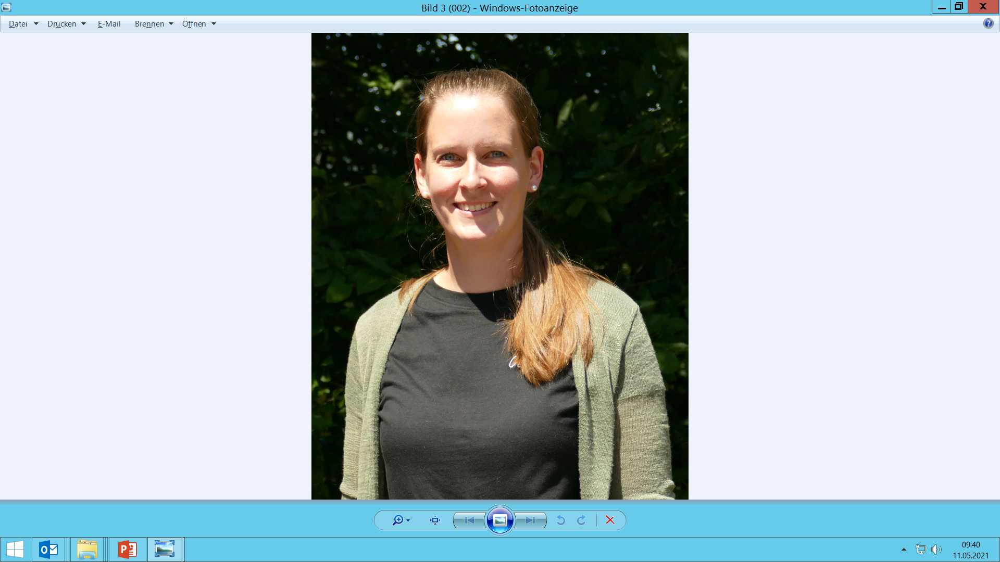 Bild 3 (002) - Windows-Fotoanzeige
Datei Drucken E-Mail Brennen Öffnen
09:40
11.05.2021